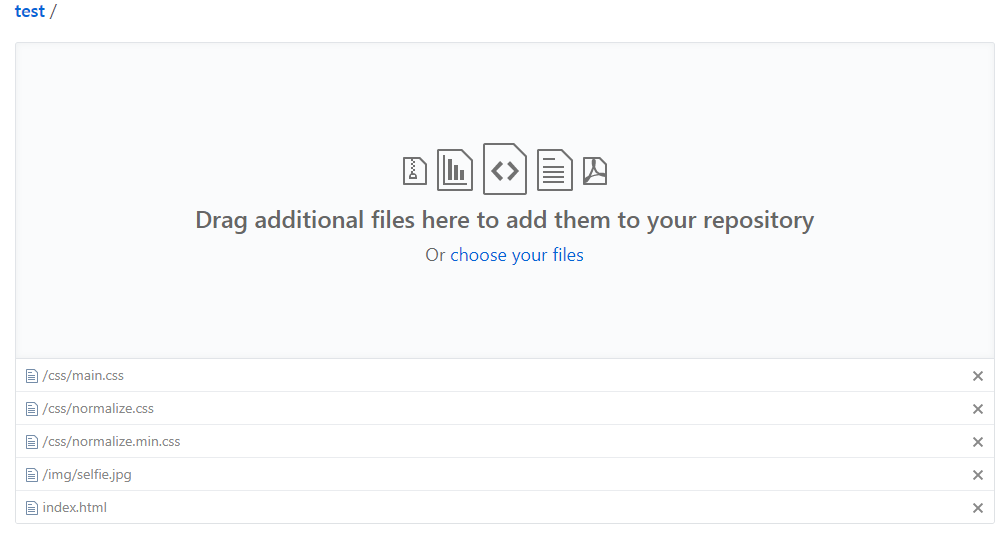 test /
Drag additional files here to add them to your repository
Or choose your files
/css/main.css
/css/normalize.css
/css/normalize.min.css
/img/selfie.jpg
index.html